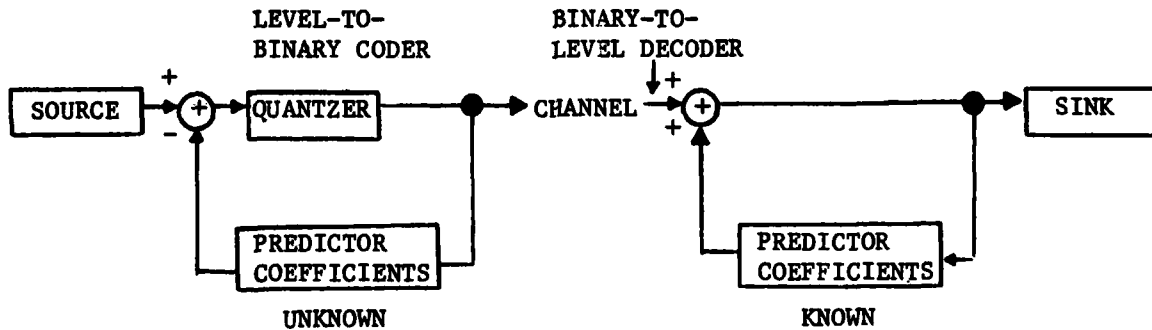 LEVEL-TO-
BINARY CODER
BINARY-TO-
LEVEL DECODER
+
+
SOURCE
+
QUANTZER
CHANNEL
+
SINK
-
+
PREDICTOR
COEFFICIENTS
PREDICTOR
COEFFICIENTS
UNKNOWN
KNOWN